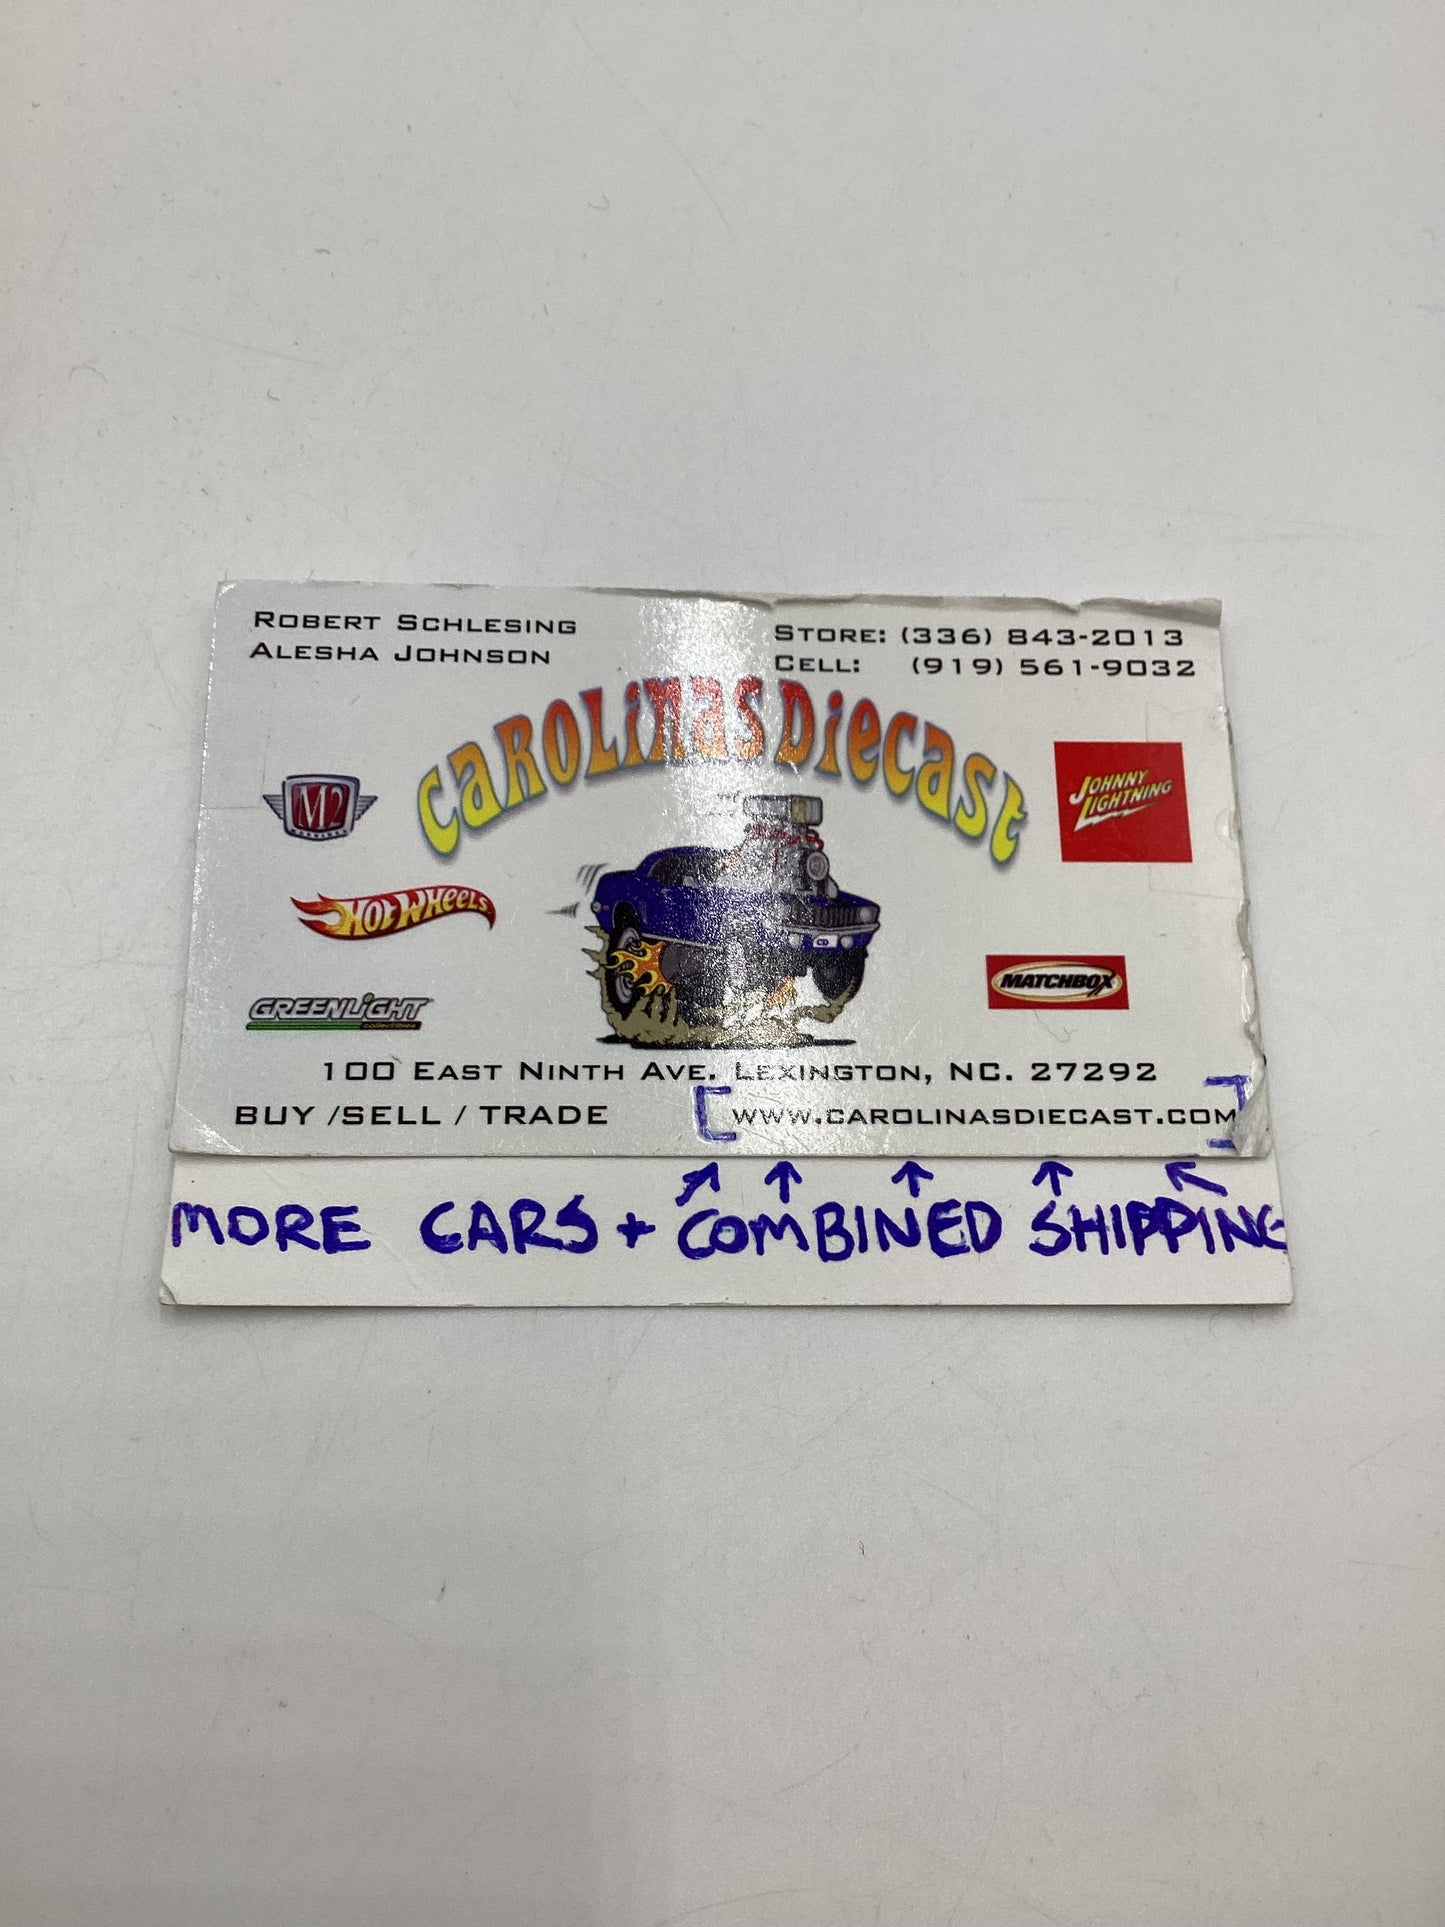 ROBERT SCHLESING
ALESHA JOHNSON
STORE: (336) 843-2013
CELL: (919) 561-9032
CAROLINAS DIECAST
M2
MACHINES
JOHNNY
LIGHTNING
HOT WHEELS
GREENLIGHT
collectibles
MATCHBOX
100 EAST NINTH AVE. LEXINGTON, NC. 27292
BUY /SELL / TRADE
[WWW.CAROLINASDIECAST.COM]
MORE CARS + COMBINED SHIPPING